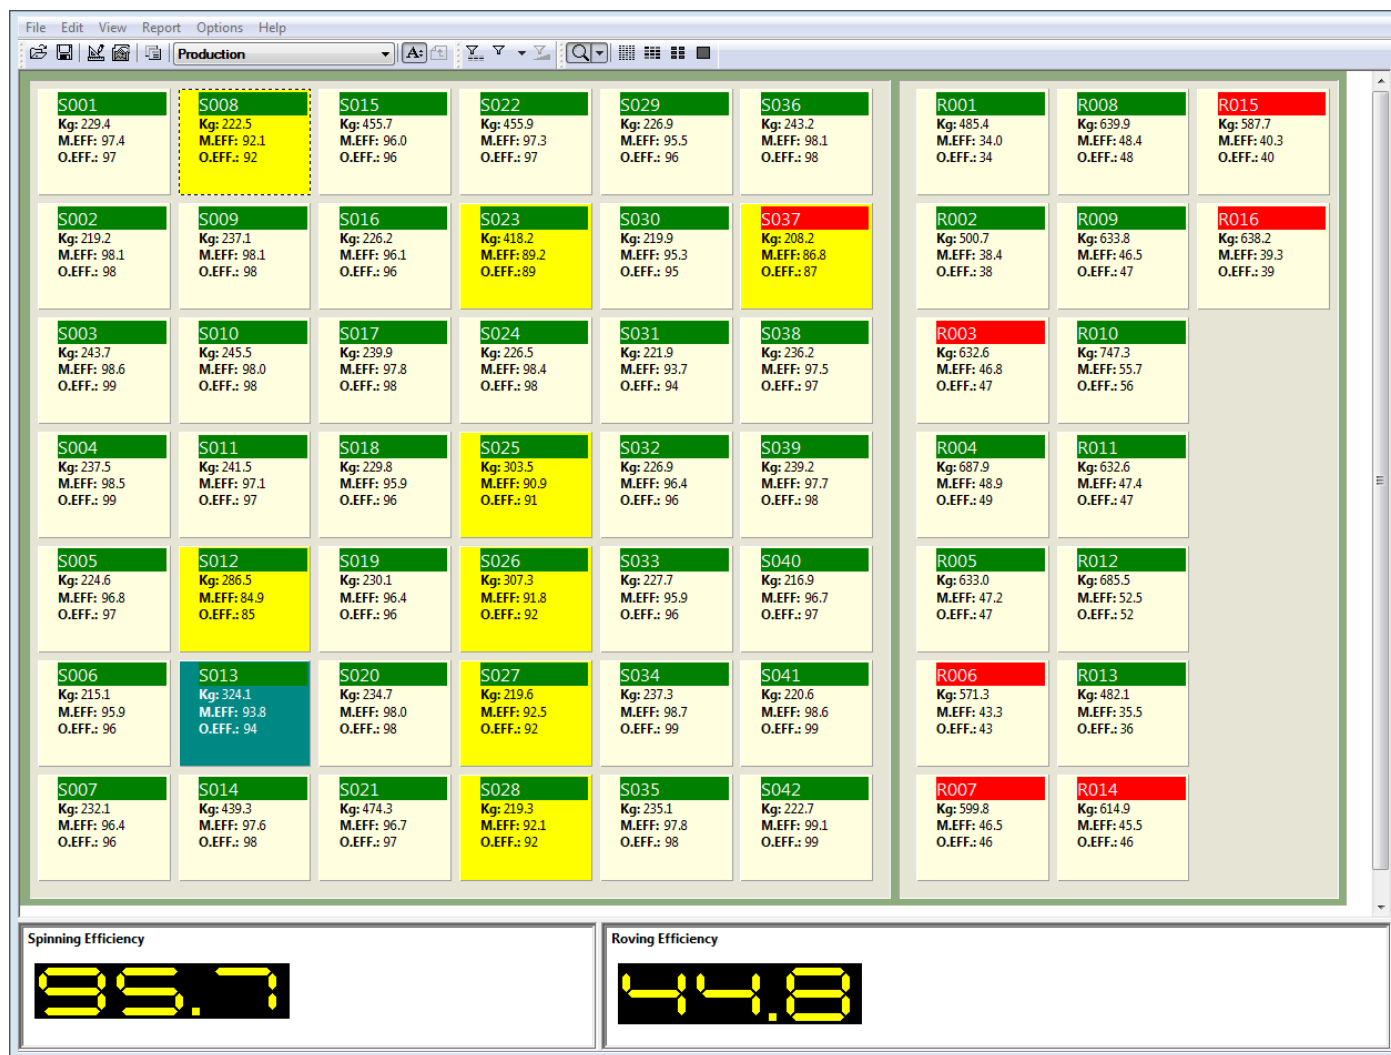 File Edit View Report Options Help
Production A:
S001 S008 S015 S022 S029 S036 R001 R008 R015
Kg: 229.4 Kg: 222.5 Kg: 455.7 Kg: 455.9 Kg: 226.9 Kg: 243.2 Kg: 485.4 Kg: 639.9 Kg: 587.7
M.EFF: 97.4 M.EFF: 92.1 M.EFF: 96.0 M.EFF: 97.3 M.EFF: 95.5 M.EFF: 98.1 M.EFF: 34.0 M.EFF: 48.4 M.EFF: 40.3
O.EFF.: 97 O.EFF.: 92 O.EFF.: 96 O.EFF.: 97 O.EFF.: 96 O.EFF.: 98 O.EFF.: 34 O.EFF.: 48 O.EFF.: 40
S002 S009 S016 S023 S030 S037 R002 R009 R016
Kg: 219.2 Kg: 237.1 Kg: 226.2 Kg: 418.2 Kg: 219.9 Kg: 208.2 Kg: 500.7 Kg: 633.8 Kg: 638.2
M.EFF: 98.1 M.EFF: 98.1 M.EFF: 96.1 M.EFF: 89.2 M.EFF: 95.3 M.EFF: 86.8 M.EFF: 38.4 M.EFF: 46.5 M.EFF: 39.3
O.EFF.: 98 O.EFF.: 98 O.EFF.: 96 O.EFF.: 89 O.EFF.: 95 O.EFF.: 87 O.EFF.: 38 O.EFF.: 47 O.EFF.: 39
S003 S010 S017 S024 S031 S038 R003 R010
Kg: 243.7 Kg: 245.5 Kg: 239.9 Kg: 226.5 Kg: 221.9 Kg: 236.2 Kg: 632.6 Kg: 747.3
M.EFF: 98.6 M.EFF: 98.0 M.EFF: 97.8 M.EFF: 98.4 M.EFF: 93.7 M.EFF: 97.5 M.EFF: 46.8 M.EFF: 55.7
O.EFF.: 99 O.EFF.: 98 O.EFF.: 98 O.EFF.: 98 O.EFF.: 94 O.EFF.: 97 O.EFF.: 47 O.EFF.: 56
S004 S011 S018 S025 S032 S039 R004 R011
Kg: 237.5 Kg: 241.5 Kg: 229.8 Kg: 303.5 Kg: 226.9 Kg: 239.2 Kg: 687.9 Kg: 632.6
M.EFF: 98.5 M.EFF: 97.1 M.EFF: 95.9 M.EFF: 90.9 M.EFF: 96.4 M.EFF: 97.7 M.EFF: 48.9 M.EFF: 47.4
O.EFF.: 99 O.EFF.: 97 O.EFF.: 96 O.EFF.: 91 O.EFF.: 96 O.EFF.: 98 O.EFF.: 49 O.EFF.: 47
S005 S012 S019 S026 S033 S040 R005 R012
Kg: 224.6 Kg: 286.5 Kg: 230.1 Kg: 307.3 Kg: 227.7 Kg: 216.9 Kg: 633.0 Kg: 685.5
M.EFF: 96.8 M.EFF: 84.9 M.EFF: 96.4 M.EFF: 91.8 M.EFF: 95.9 M.EFF: 96.7 M.EFF: 47.2 M.EFF: 52.5
O.EFF.: 97 O.EFF.: 85 O.EFF.: 96 O.EFF.: 92 O.EFF.: 96 O.EFF.: 97 O.EFF.: 47 O.EFF.: 52
S006 S013 S020 S027 S034 S041 R006 R013
Kg: 215.1 Kg: 324.1 Kg: 234.7 Kg: 219.6 Kg: 237.3 Kg: 220.6 Kg: 571.3 Kg: 482.1
M.EFF: 95.9 M.EFF: 93.8 M.EFF: 98.0 M.EFF: 92.5 M.EFF: 98.7 M.EFF: 98.6 M.EFF: 43.3 M.EFF: 35.5
O.EFF.: 96 O.EFF.: 94 O.EFF.: 98 O.EFF.: 92 O.EFF.: 99 O.EFF.: 99 O.EFF.: 43 O.EFF.: 36
S007 S014 S021 S028 S035 S042 R007 R014
Kg: 232.1 Kg: 439.3 Kg: 474.3 Kg: 219.3 Kg: 235.1 Kg: 222.7 Kg: 599.8 Kg: 614.9
M.EFF: 96.4 M.EFF: 97.6 M.EFF: 96.7 M.EFF: 92.1 M.EFF: 97.8 M.EFF: 99.1 M.EFF: 46.5 M.EFF: 45.5
O.EFF.: 96 O.EFF.: 98 O.EFF.: 97 O.EFF.: 92 O.EFF.: 98 O.EFF.: 99 O.EFF.: 46 O.EFF.: 46
Spinning Efficiency Roving Efficiency
95.7 44.8